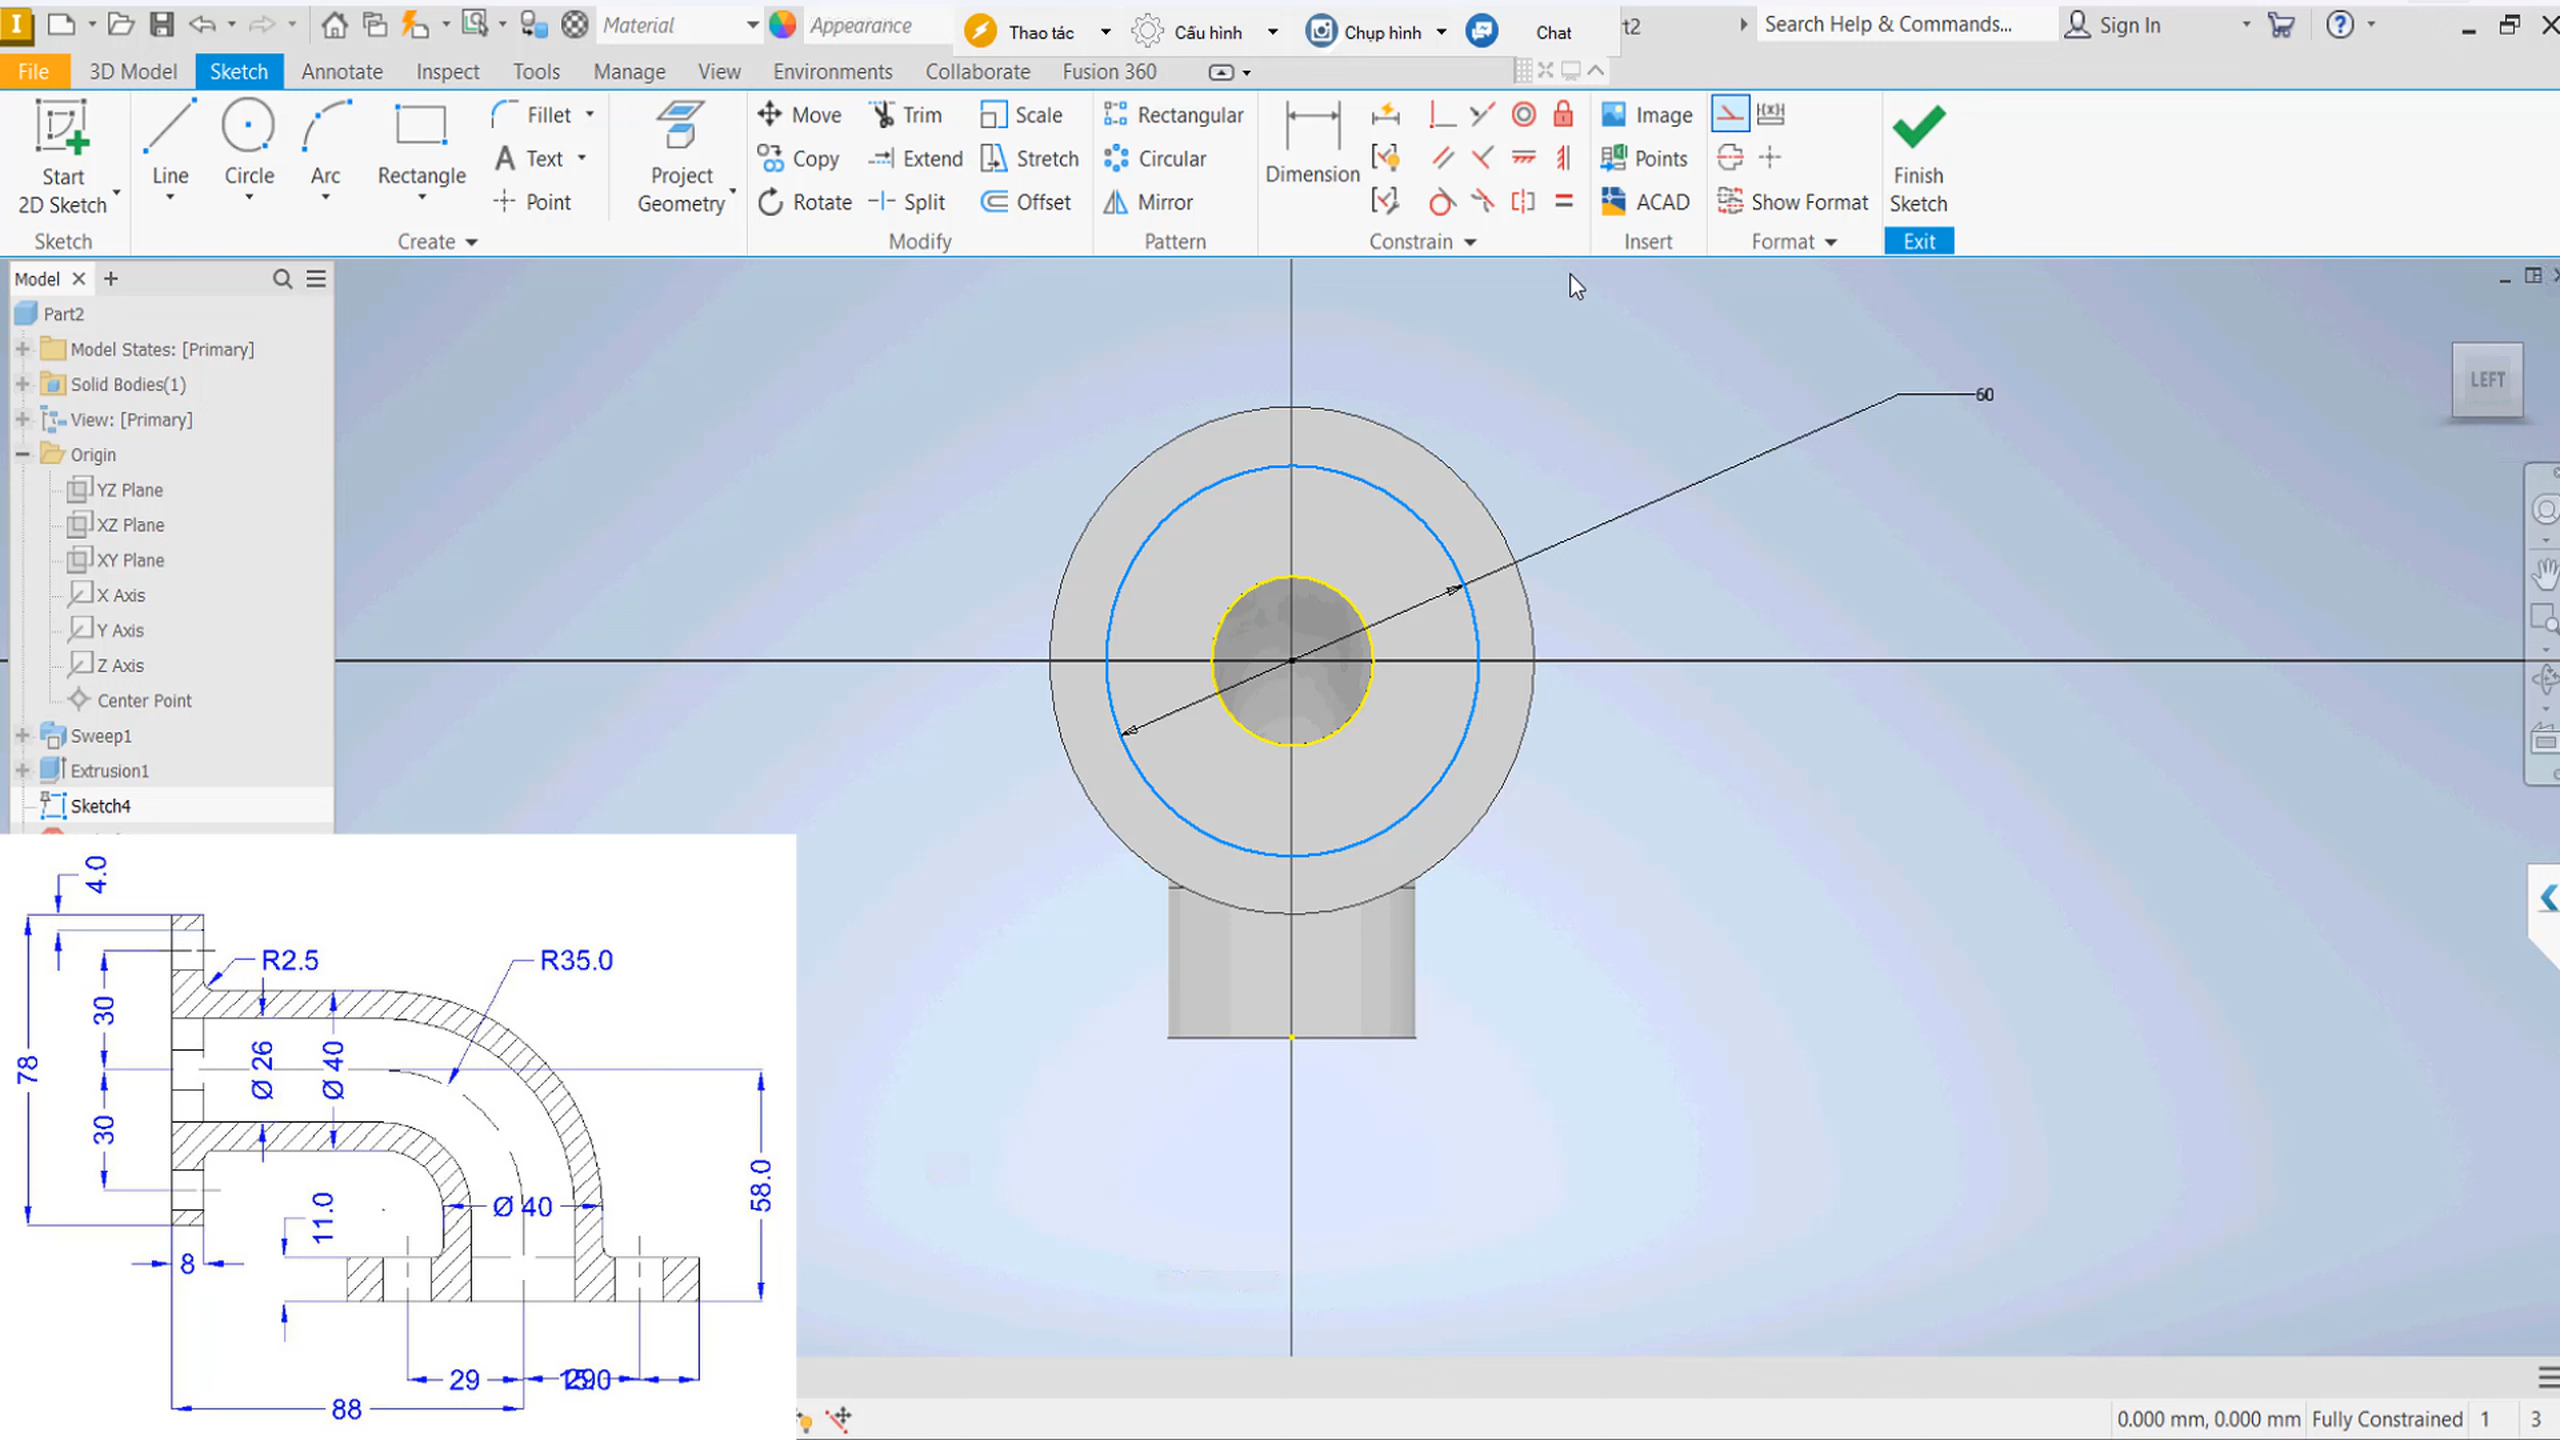 I Material Appearance Thao tác Cấu hình Chụp hình Chat t2 Search Help & Commands... Sign In
File 3D Model Sketch Annotate Inspect Tools Manage View Environments Collaborate Fusion 360
Start 2D Sketch
Line
Circle
Arc
Rectangle
Fillet
Text
Point
Project Geometry
Move
Copy
Rotate
Trim
Extend
Split
Scale
Stretch
Offset
Rectangular
Circular
Mirror
Dimension
Image
Points
ACAD
Show Format
Finish Sketch
Sketch Create Modify Pattern Constrain Insert Format Exit
Model
Part2
Model States: [Primary]
Solid Bodies(1)
View: [Primary]
Origin
YZ Plane
XZ Plane
XY Plane
X Axis
Y Axis
Z Axis
Center Point
Sweep1
Extrusion1
Sketch4
60
LEFT
4.0
R2.5
R35.0
30
78
Ø 26
Ø 40
30
58.0
11.0
Ø 40
8
29
88
0.000 mm, 0.000 mm Fully Constrained 1 3